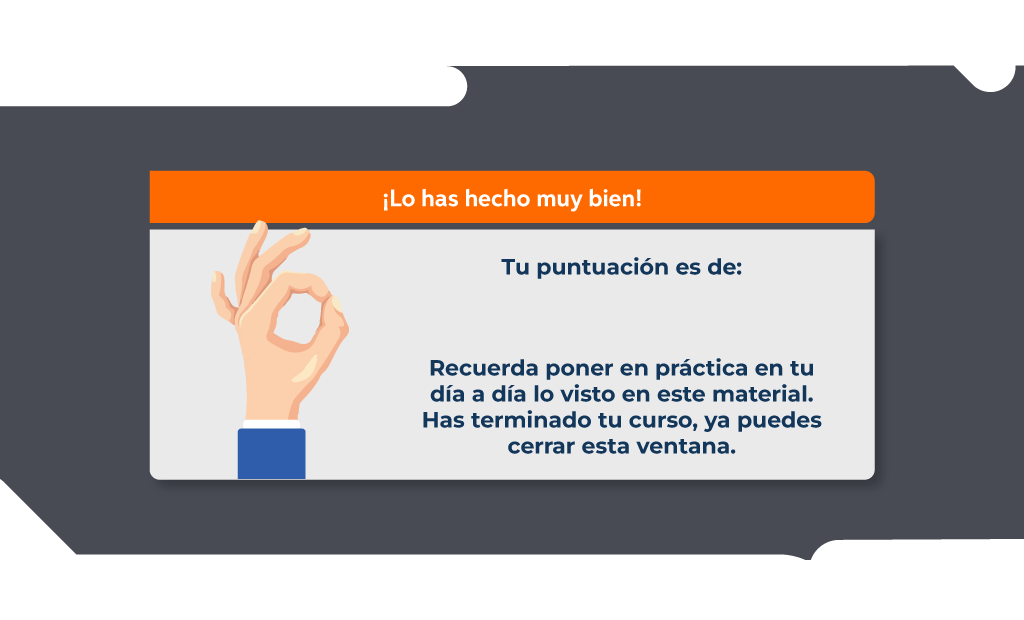 ¡Lo has hecho muy bien!
Tu puntuación es de:
Recuerda poner en práctica en tu
día a día lo visto en este material.
Has terminado tu curso, ya puedes
cerrar esta ventana.